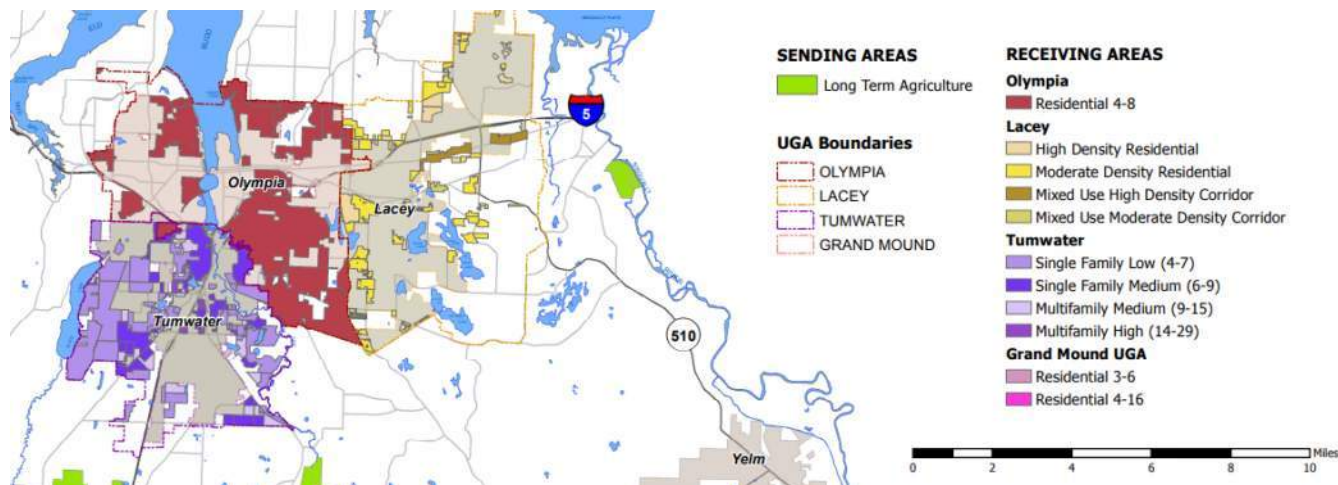 ELD
BUDD
Olympia
Lacey
Tumwater
5
510
Yelm
SENDING AREAS
Long Term Agriculture
UGA Boundaries
OLYMPIA
LACEY
TUMWATER
GRAND MOUND
RECEIVING AREAS
Olympia
Residential 4-8
Lacey
High Density Residential
Moderate Density Residential
Mixed Use High Density Corridor
Mixed Use Moderate Density Corridor
Tumwater
Single Family Low (4-7)
Single Family Medium (6-9)
Multifamily Medium (9-15)
Multifamily High (14-29)
Grand Mound UGA
Residential 3-6
Residential 4-16
Miles
0 2 4 6 8 10